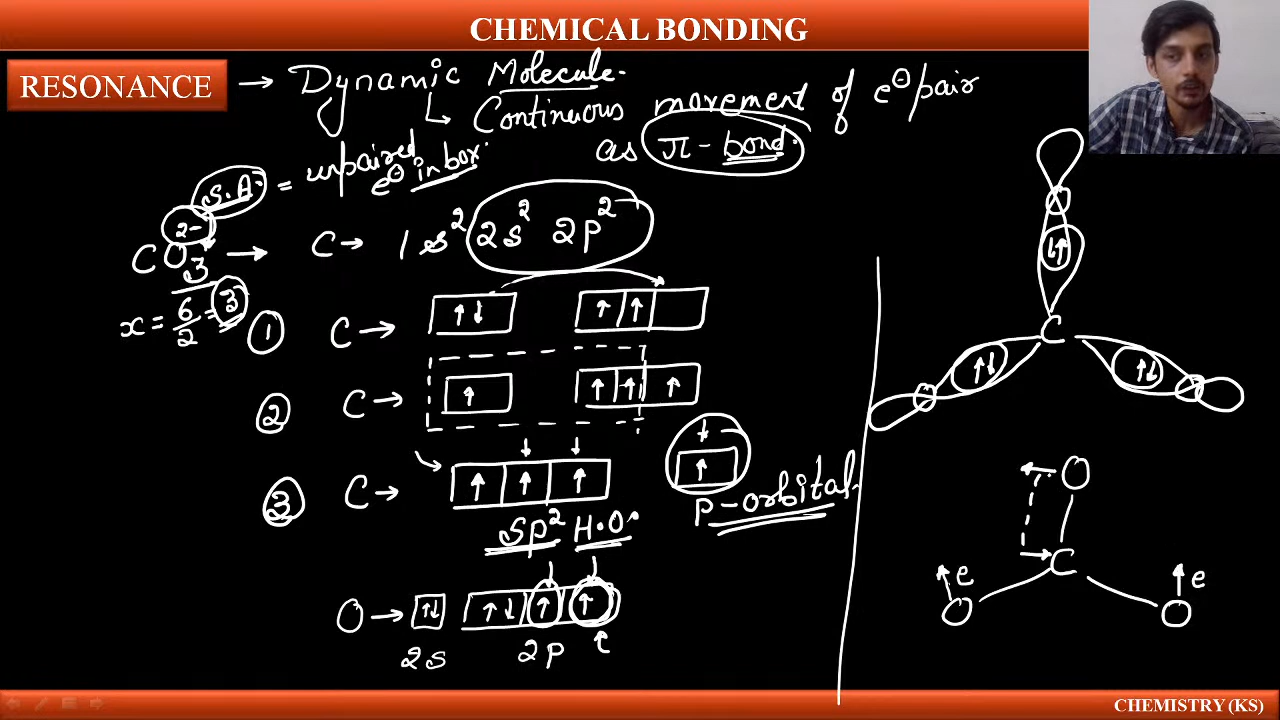 CHEMICAL BONDING
RESONANCE → Dynamic Molecule.
↳ Continuous movement of e⊖ pair
as π-bond.
S.A. = unpaired
e⊖ in box.
CO3 2- → C → 1s² 2s² 2p²
x = 6/2 = 3
① C → ↑↓ ↑ ↑
② C → ↑ ↑ ↑ ↑
③ C → ↑ ↑ ↑ ↑
Sp² H.O. P-orbital.
O → ↑↓ ↑↓ ↑ ↑
2s 2p
C
O
C
e e
O O
CHEMISTRY (KS)